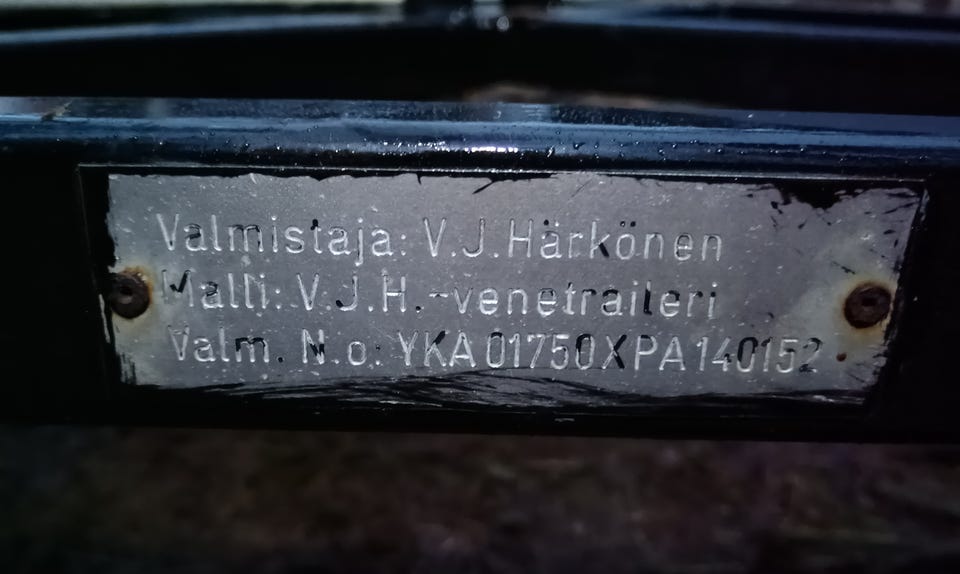 Valmistaja: V.J.Härkönen
Malli: V.J.H.-venetraileri
Valm. N.o: YKA01750XPA140152